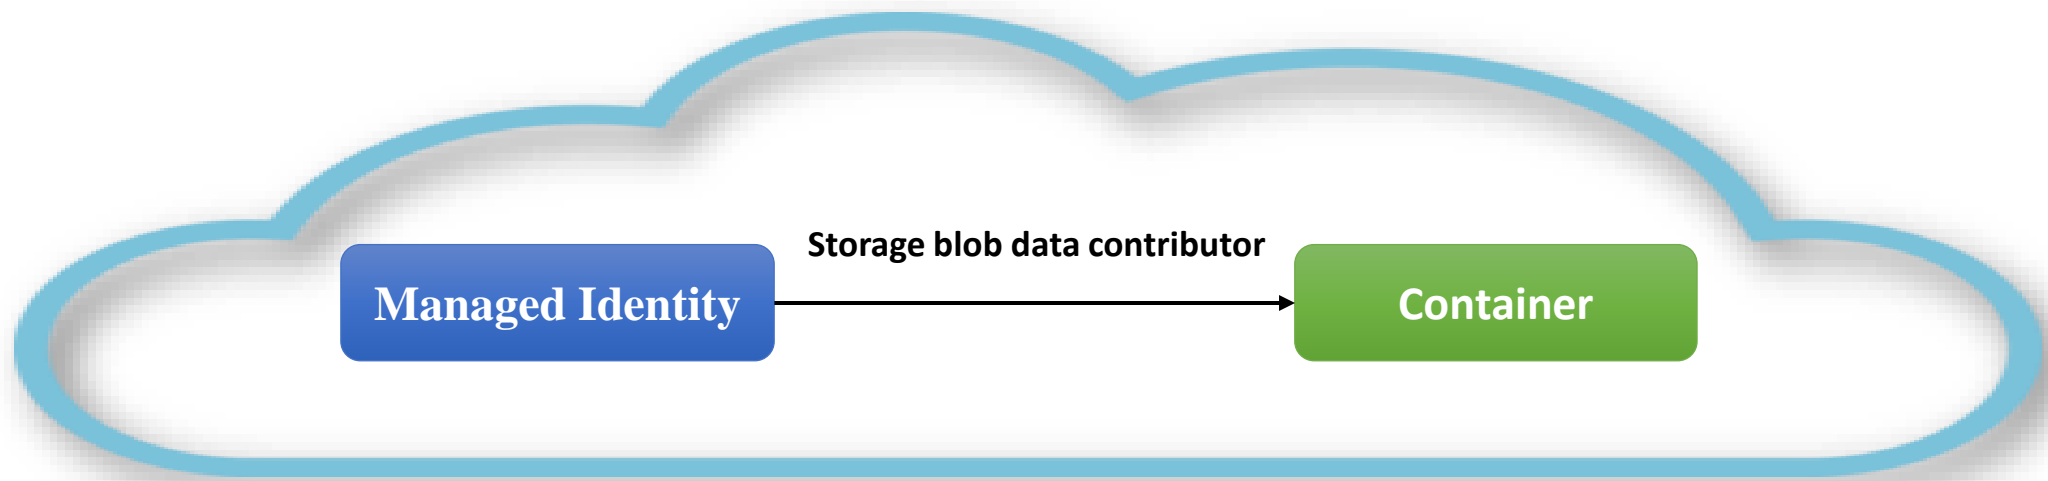 Storage blob data contributor
Managed Identity
Container